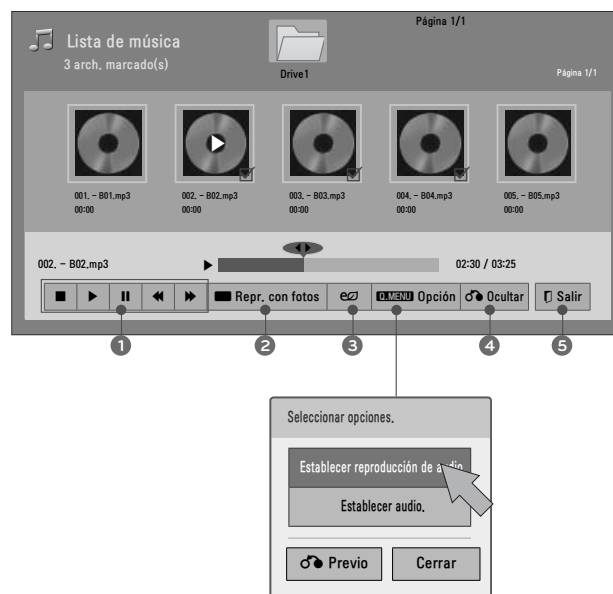 Página 1/1
Lista de música
3 arch. marcado(s)
Drive1
Página 1/1
001. - B01.mp3
00:00
002. - B02.mp3
00:00
003. - B03.mp3
00:00
004. - B04.mp3
00:00
005. - B05.mp3
00:00
002. - B02.mp3
02:30 / 03:25
Repr. con fotos
Q.MENU Opción
Ocultar
Salir
1
2
3
4
5
Seleccionar opciones.
Establecer reproducción de audio.
Establecer audio.
Previo
Cerrar